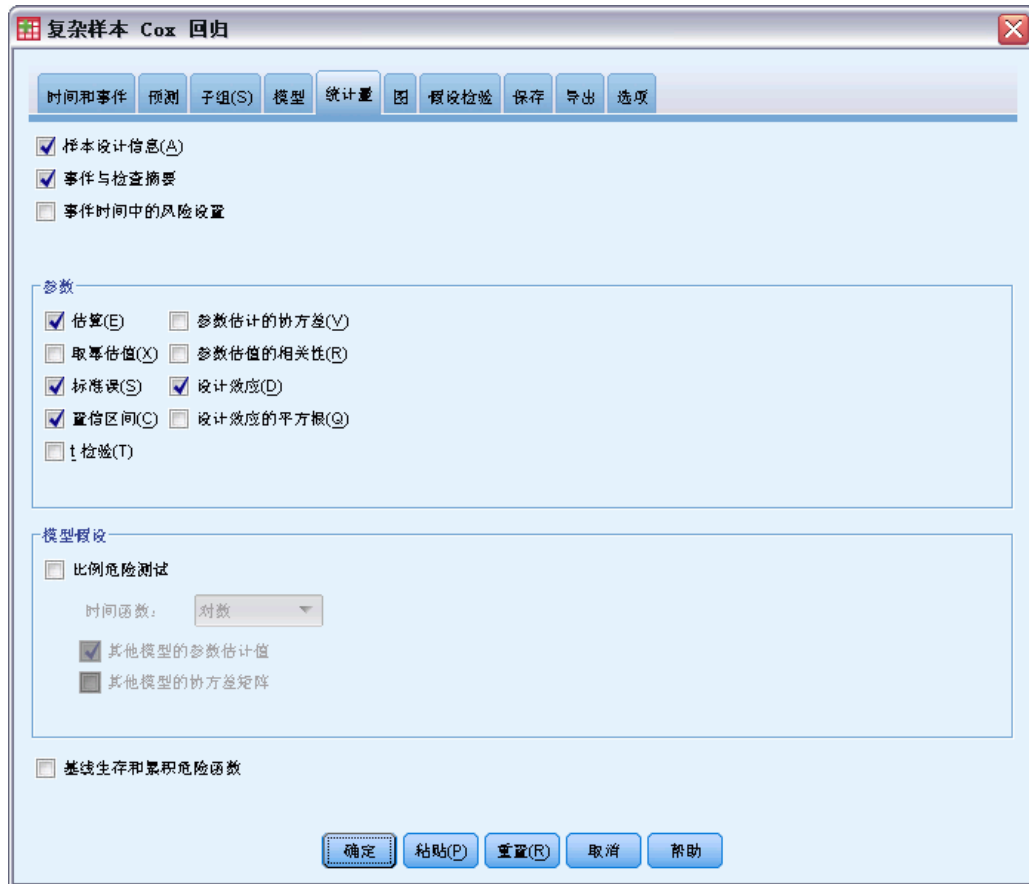 复杂样本 Cox 回归
时间和事件 预测 子组(S) 模型 统计量 图 假设检验 保存 导出 选项
样本设计信息(A)
事件与检查摘要
事件时间中的风险设置
参数
估算(E) 参数估计的协方差(V)
取幂估值(X) 参数估值的相关性(R)
标准误(S) 设计效应(D)
置信区间(C) 设计效应的平方根(Q)
t 检验(T)
模型假设
比例危险测试
时间函数: 对数
其他模型的参数估计值
其他模型的协方差矩阵
基线生存和累积危险函数
确定 粘贴(P) 重置(R) 取消 帮助